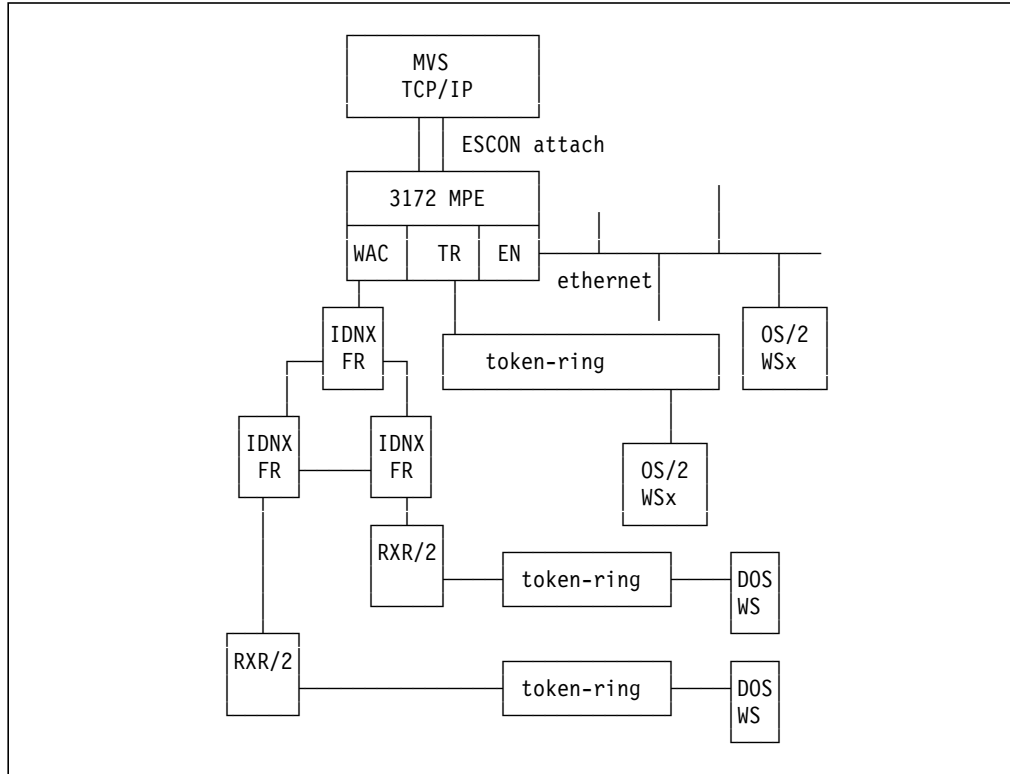 MVS
TCP/IP
ESCON attach
3172 MPE
WAC TR EN
ethernet
IDNX
FR
token-ring
OS/2
WSx
IDNX
FR
IDNX
FR
OS/2
WSx
RXR/2
token-ring
DOS
WS
RXR/2
token-ring
DOS
WS